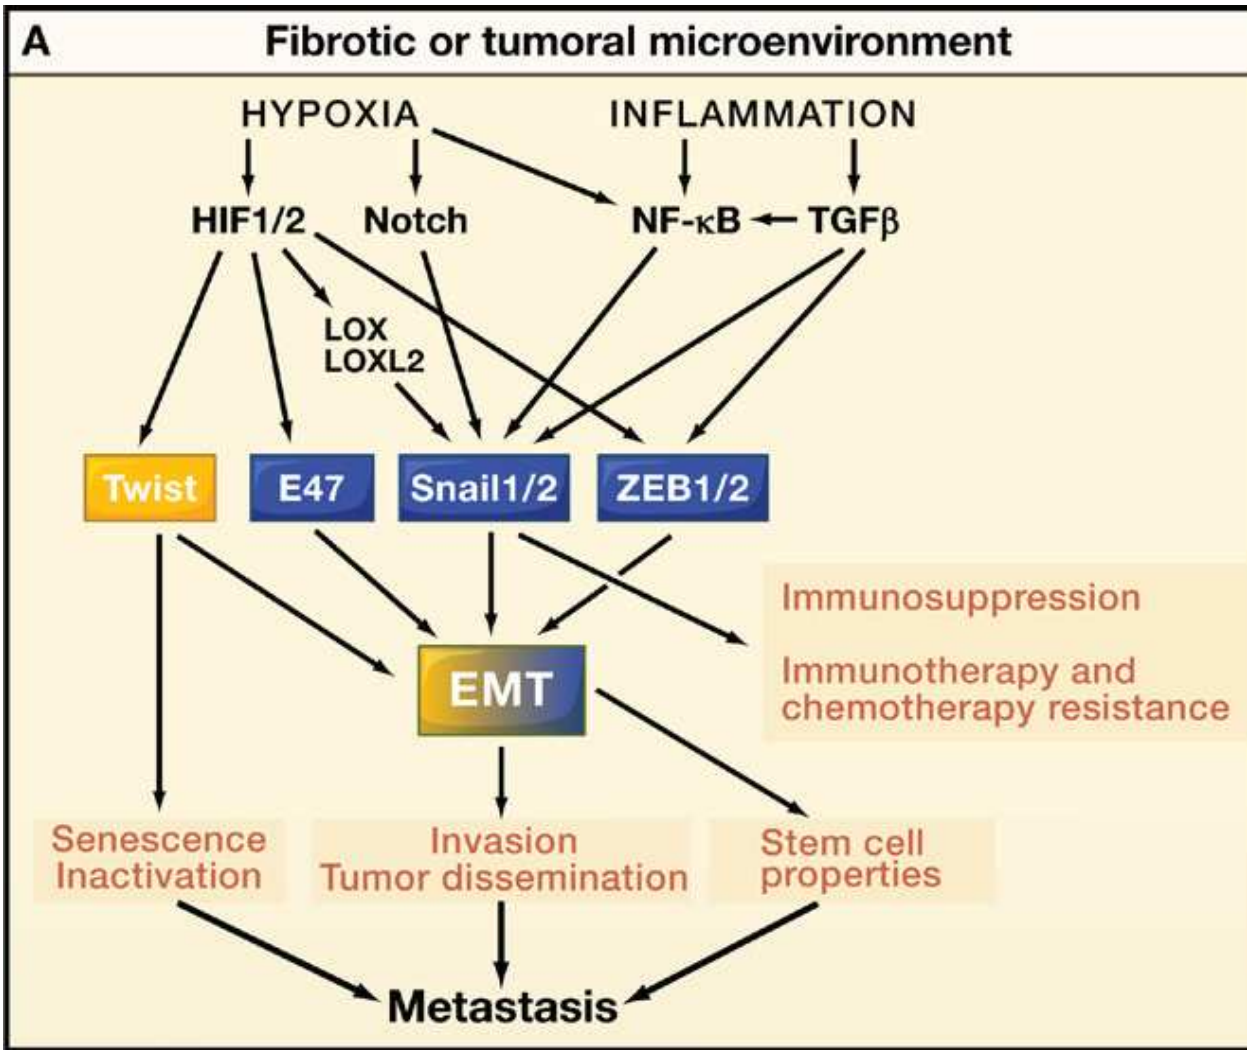 A
Fibrotic or tumoral microenvironment
HYPOXIA
INFLAMMATION
HIF1/2
Notch
NF-κB
TGFβ
LOX
LOXL2
Twist
E47
Snail1/2
ZEB1/2
EMT
Immunosuppression
Immunotherapy and
chemotherapy resistance
Senescence
Inactivation
Invasion
Tumor dissemination
Stem cell
properties
Metastasis